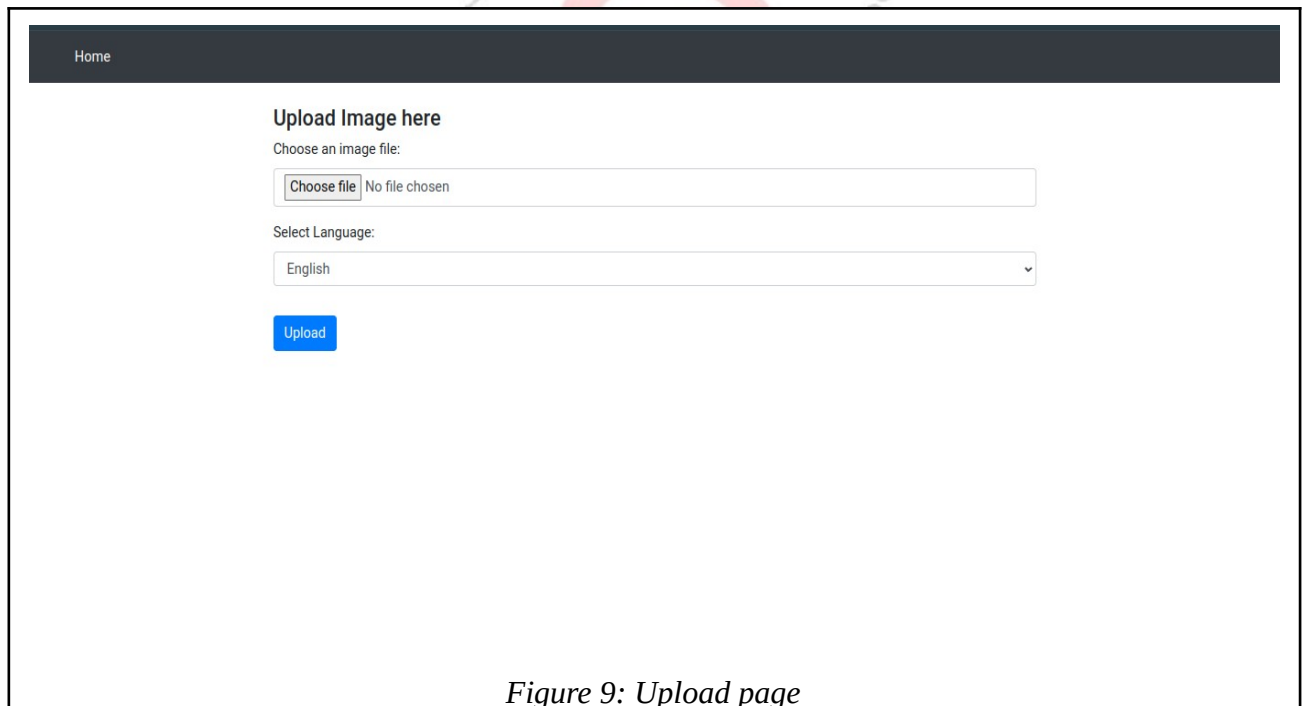 Home
Upload Image here
Choose an image file:
Choose file No file chosen
Select Language:
English
Upload
Figure 9: Upload page